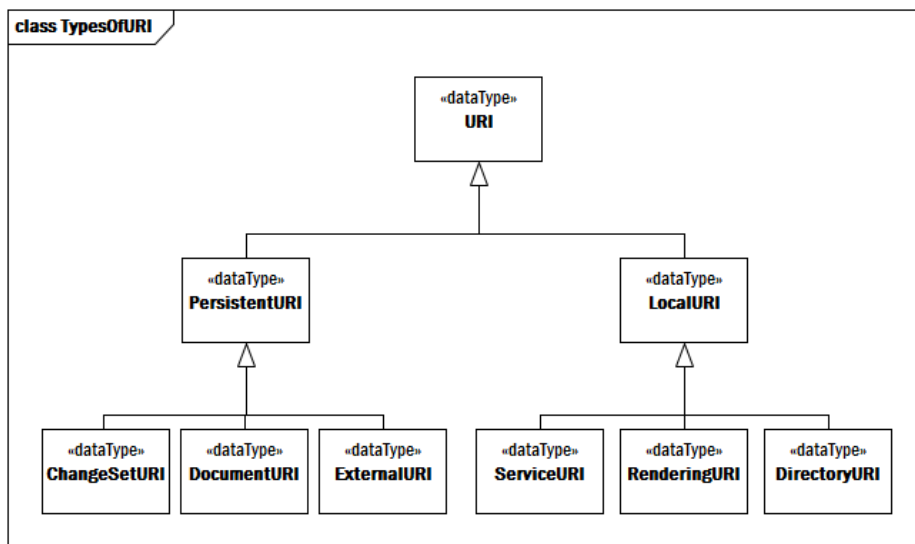 class TypesOfURI
«dataType»
URI
«dataType»
PersistentURI
«dataType»
LocalURI
«dataType»
ChangeSetURI
«dataType»
DocumentURI
«dataType»
ExternalURI
«dataType»
ServiceURI
«dataType»
RenderingURI
«dataType»
DirectoryURI